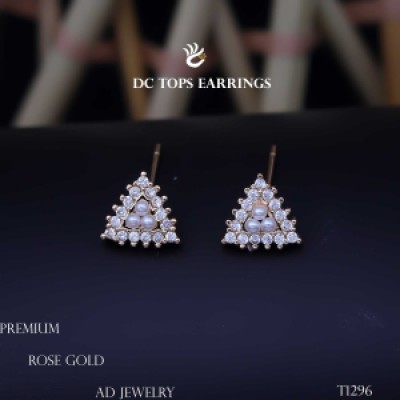 DC TOPS EARRINGS
PREMIUM
ROSE GOLD
AD JEWELRY
T1296